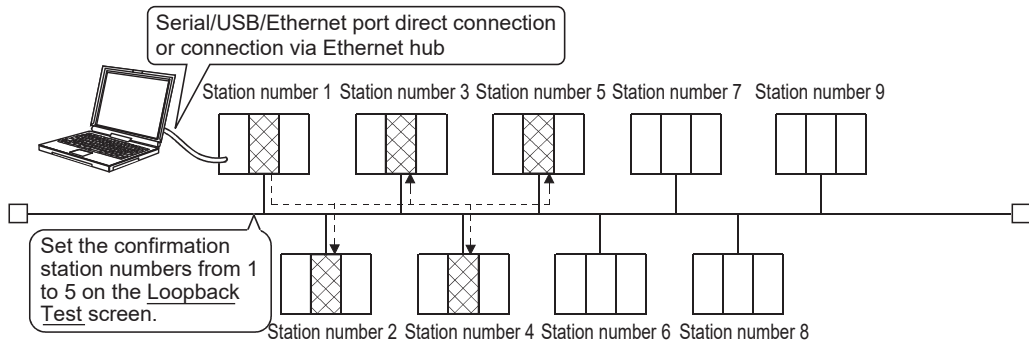 Serial/USB/Ethernet port direct connection
or connection via Ethernet hub
Station number 1 Station number 3 Station number 5 Station number 7 Station number 9
Set the confirmation
station numbers from 1
to 5 on the Loopback
Test screen.
Station number 2 Station number 4 Station number 6 Station number 8